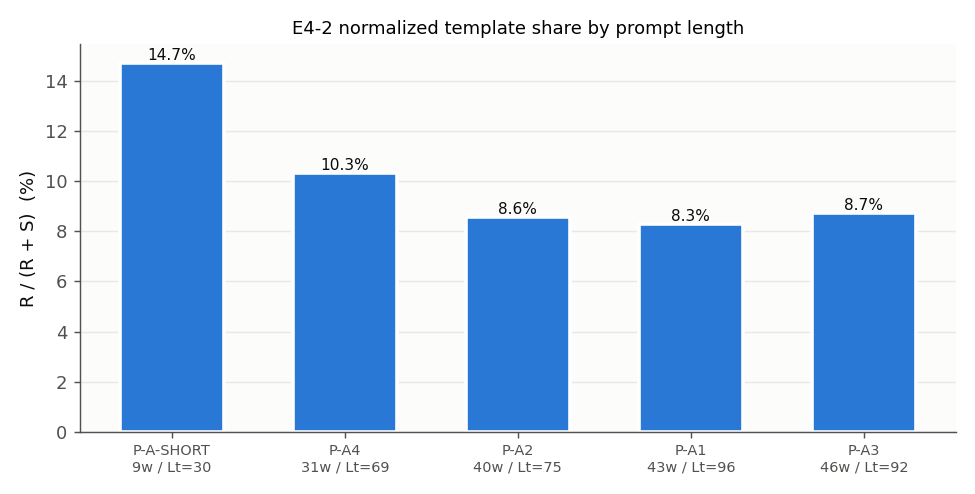 E4-2 normalized template share by prompt length
R / (R + S)  (%)
14
12
10
8
6
4
2
0
14.7%
10.3%
8.6%
8.3%
8.7%
P-A-SHORT
9w / Lt=30
P-A4
31w / Lt=69
P-A2
40w / Lt=75
P-A1
43w / Lt=96
P-A3
46w / Lt=92